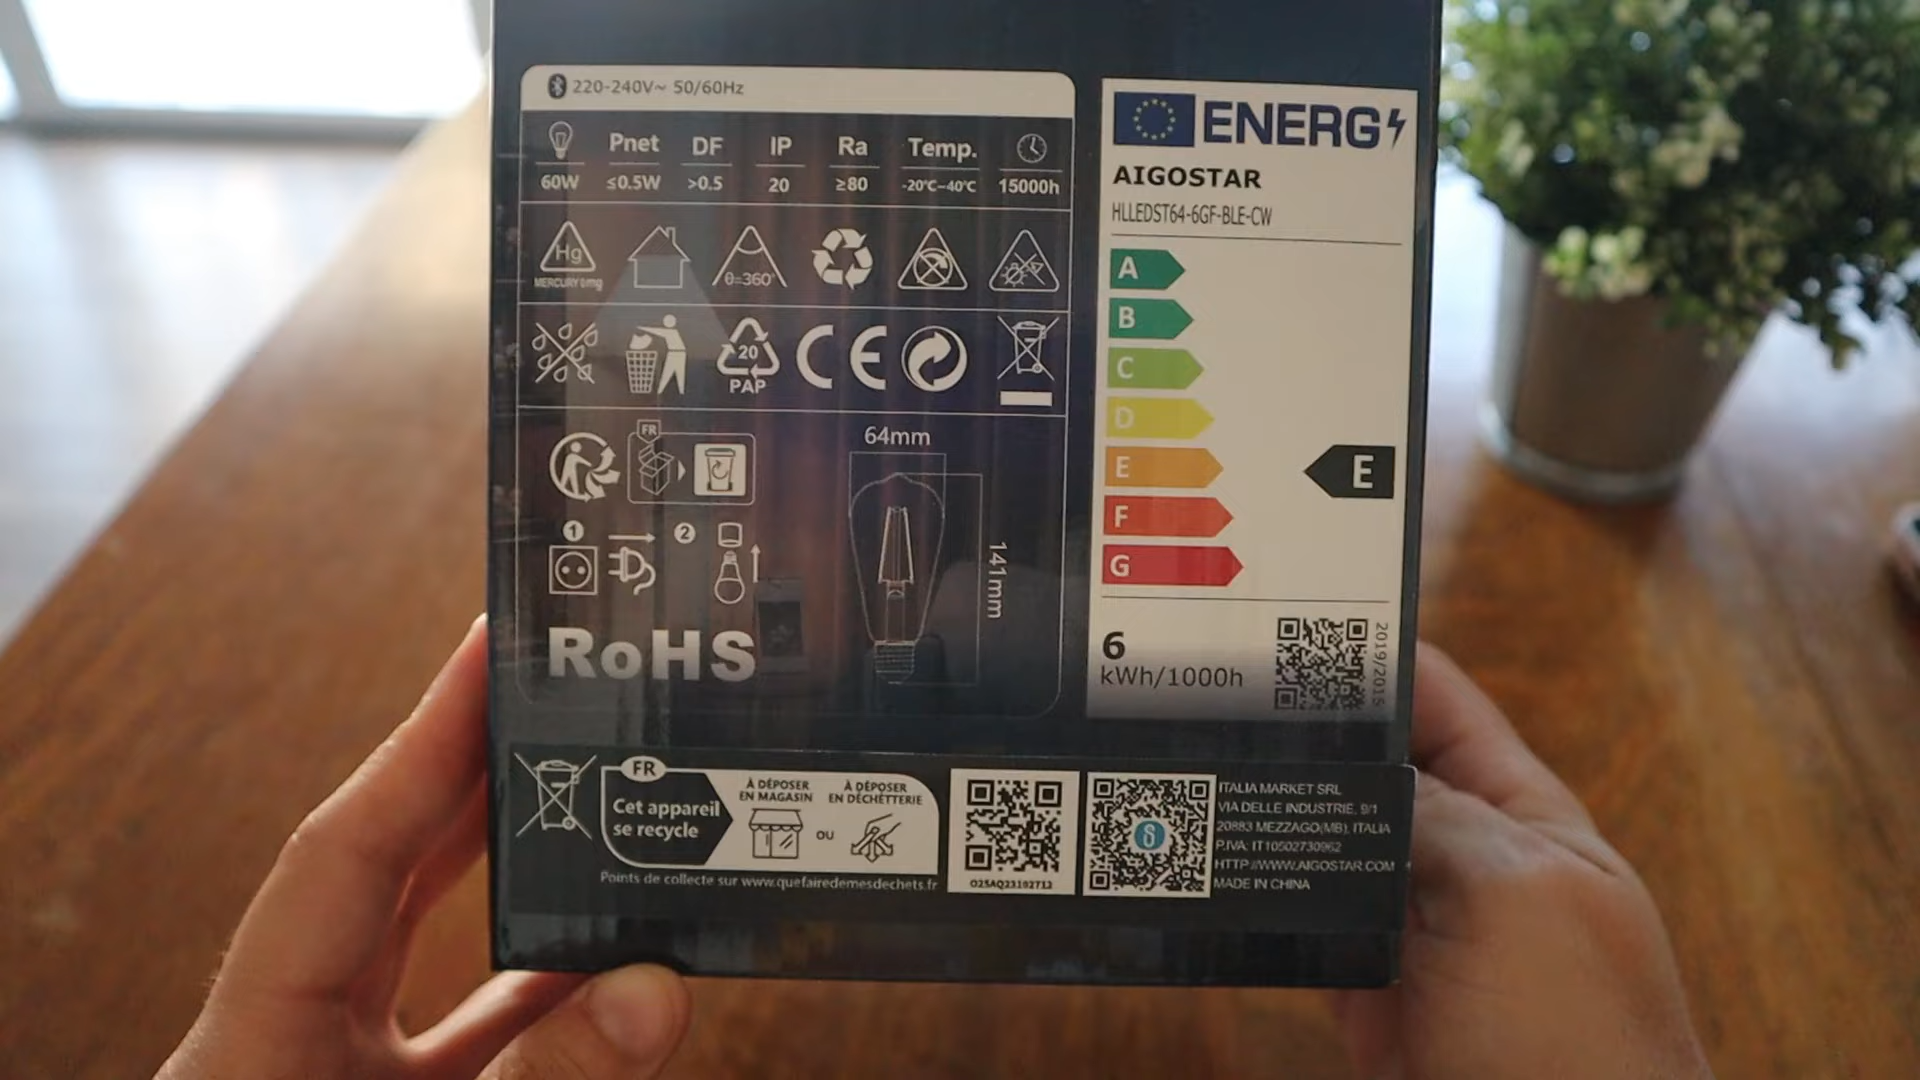 220-240V~ 50/60Hz
Pnet DF IP Ra Temp.
60W ≤0.5W >0.5 20 ≥80 -20℃~40℃ 15000h
Hg
MERCURY 0mg
θ=360°
20
PAP
CE
FR
64mm
141mm
1 2
RoHS
ENERG
AIGOSTAR
HLLEDST64-6GF-BLE-CW
A
B
C
D
E
E
F
G
6
kWh/1000h
2019/2015
FR
Cet appareil
se recycle
À DÉPOSER
EN MAGASIN
OU
À DÉPOSER
EN DÉCHÈTERIE
Points de collecte sur www.quefairedemesdechets.fr
O25AQ23192712
ITALIA MARKET SRL
VIA DELLE INDUSTRIE, 9/1
20883 MEZZAGO(MB), ITALIA
P.IVA: IT10502730962
HTTP://WWW.AIGOSTAR.COM
MADE IN CHINA